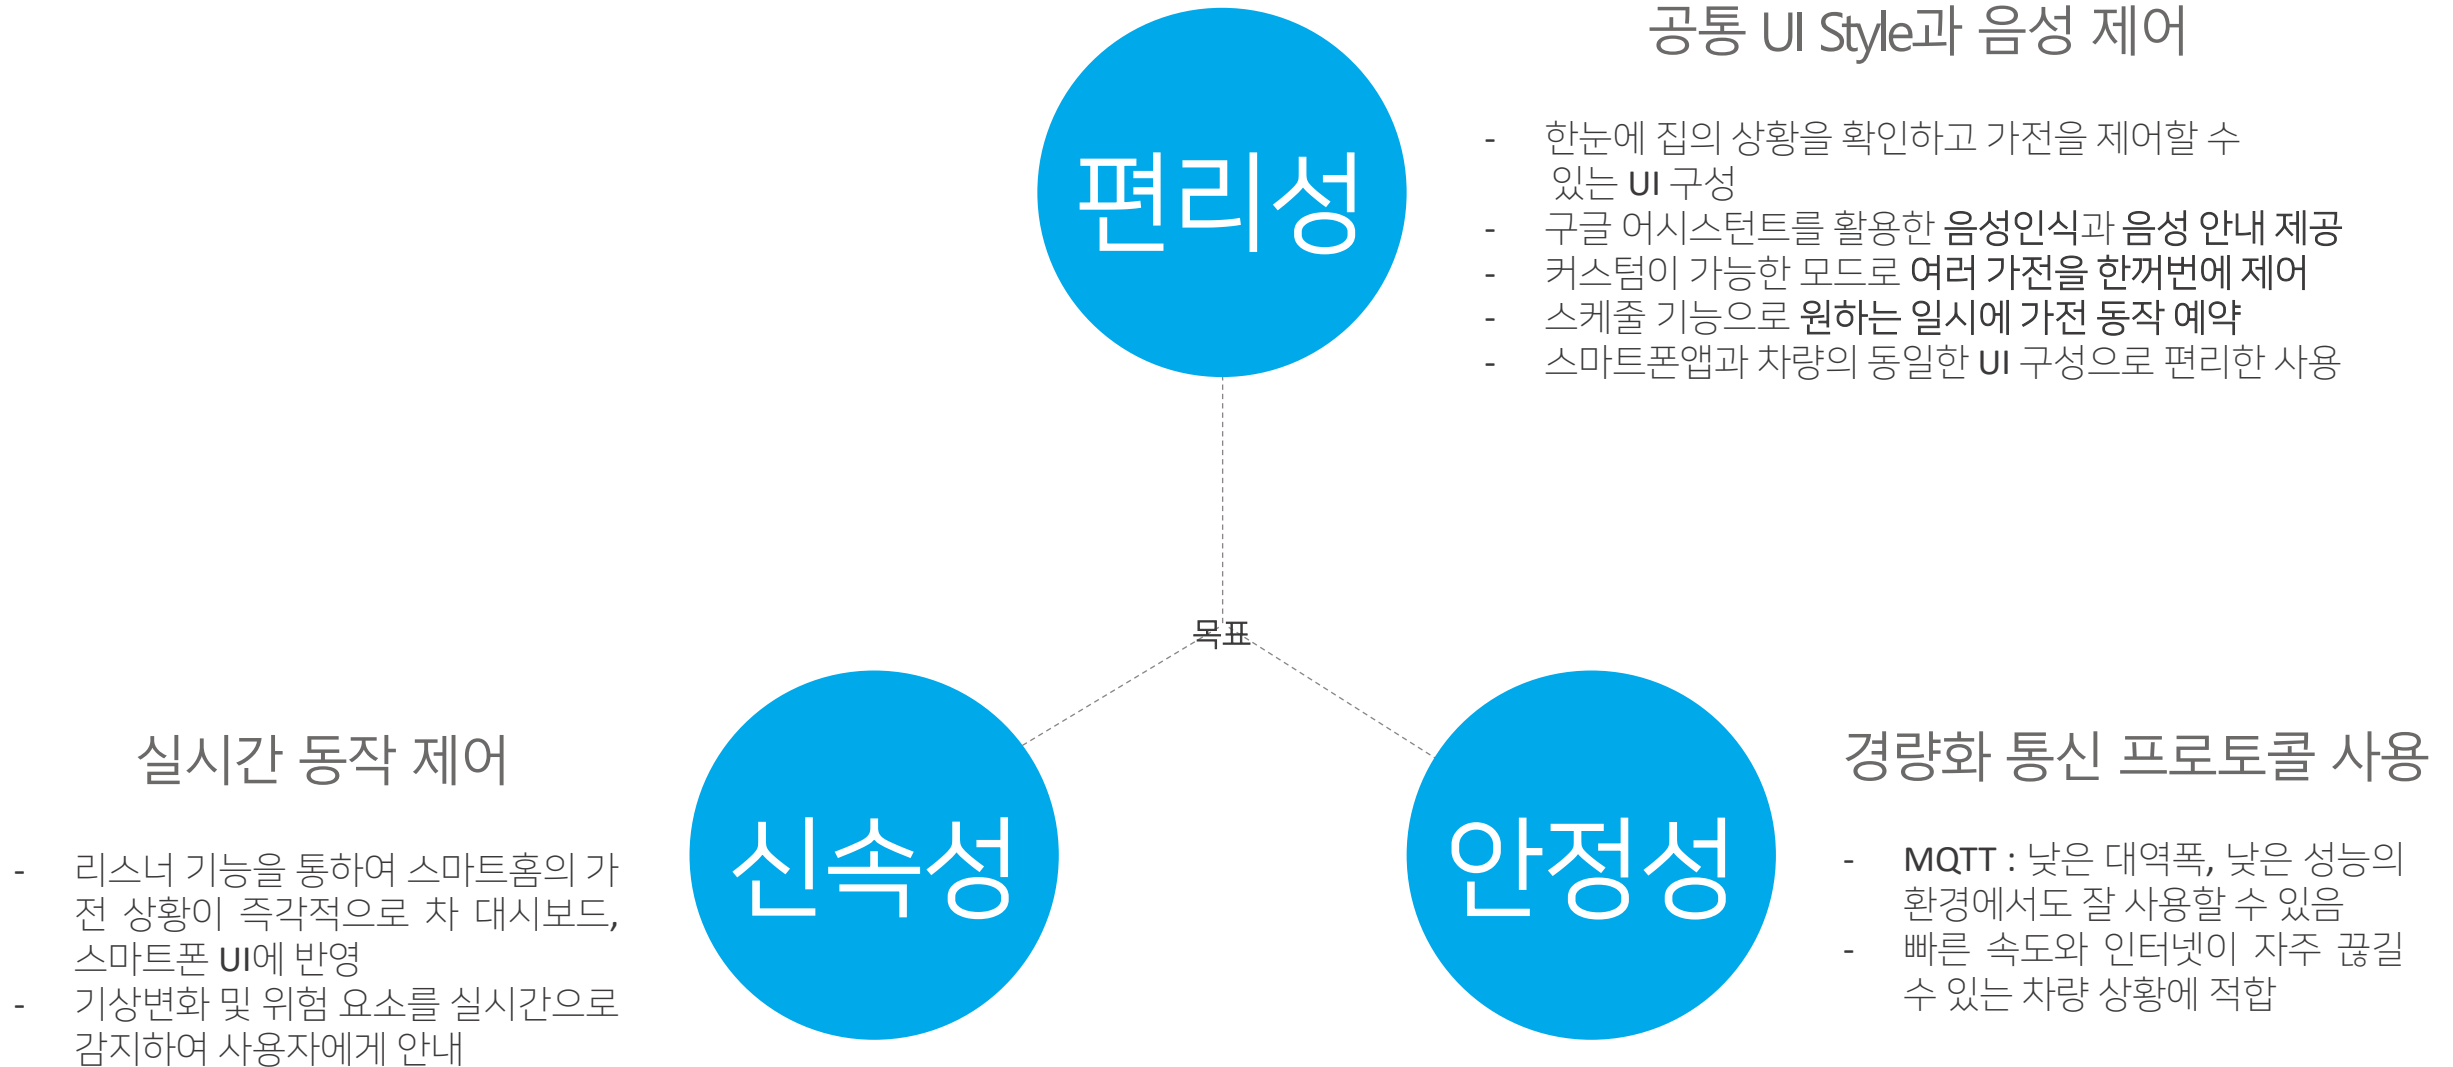 공통 UI Style과 음성 제어
편리성
- 한눈에 집의 상황을 확인하고 가전을 제어할 수
있는 UI 구성
- 구글 어시스턴트를 활용한 음성인식과 음성 안내 제공
- 커스텀이 가능한 모드로 여러 가전을 한꺼번에 제어
- 스케줄 기능으로 원하는 일시에 가전 동작 예약
- 스마트폰앱과 차량의 동일한 UI 구성으로 편리한 사용
목표
실시간 동작 제어
신속성
- 리스너 기능을 통하여 스마트홈의 가
전 상황이 즉각적으로 차 대시보드,
스마트폰 UI에 반영
- 기상변화 및 위험 요소를 실시간으로
감지하여 사용자에게 안내
안정성
경량화 통신 프로토콜 사용
- MQTT : 낮은 대역폭, 낮은 성능의
환경에서도 잘 사용할 수 있음
- 빠른 속도와 인터넷이 자주 끊길
수 있는 차량 상황에 적합